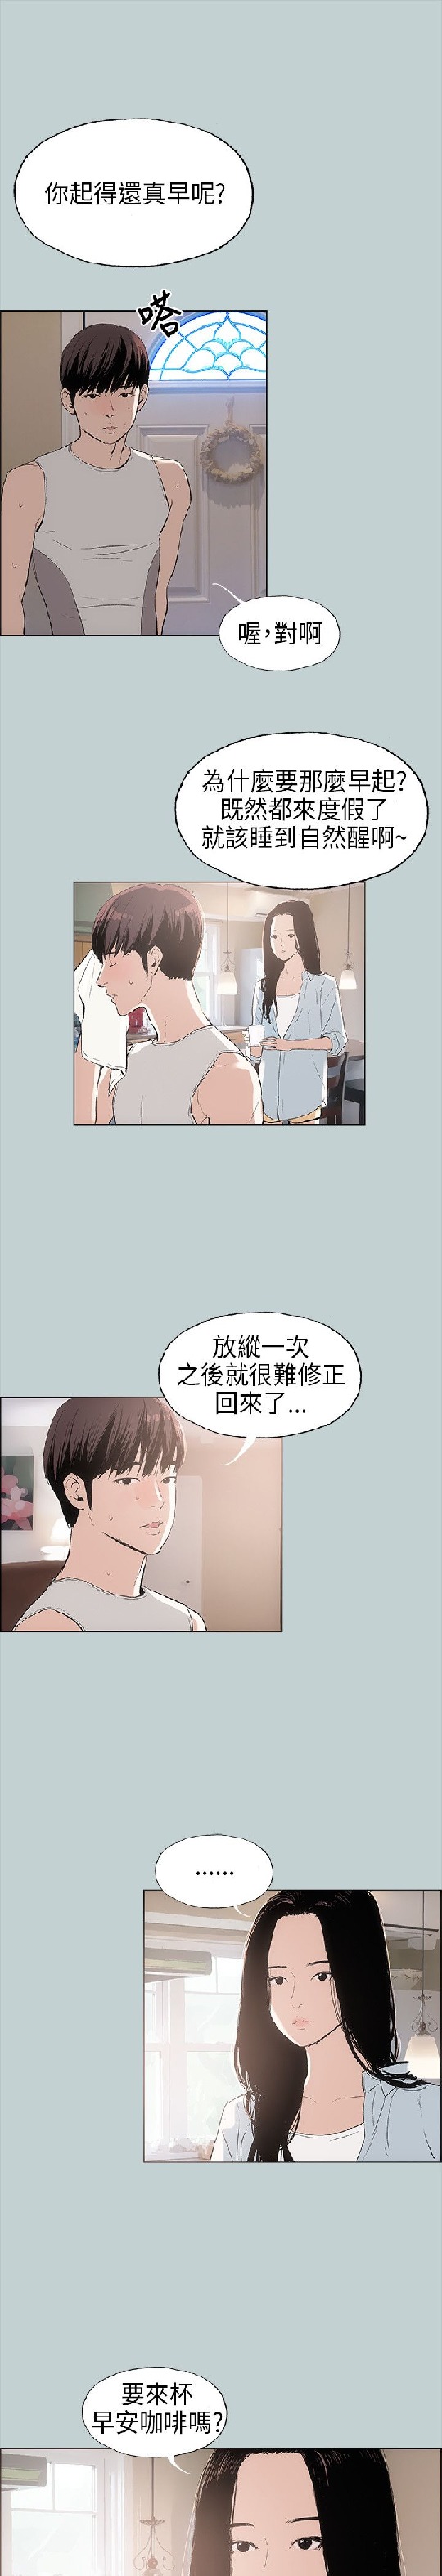 你起得還真早呢?
嗒
喔,對啊
為什麼要那麼早起?
既然都來度假了
就該睡到自然醒啊~
放縱一次
之後就很難修正
回來了...
......
要來杯
早安咖啡嗎?